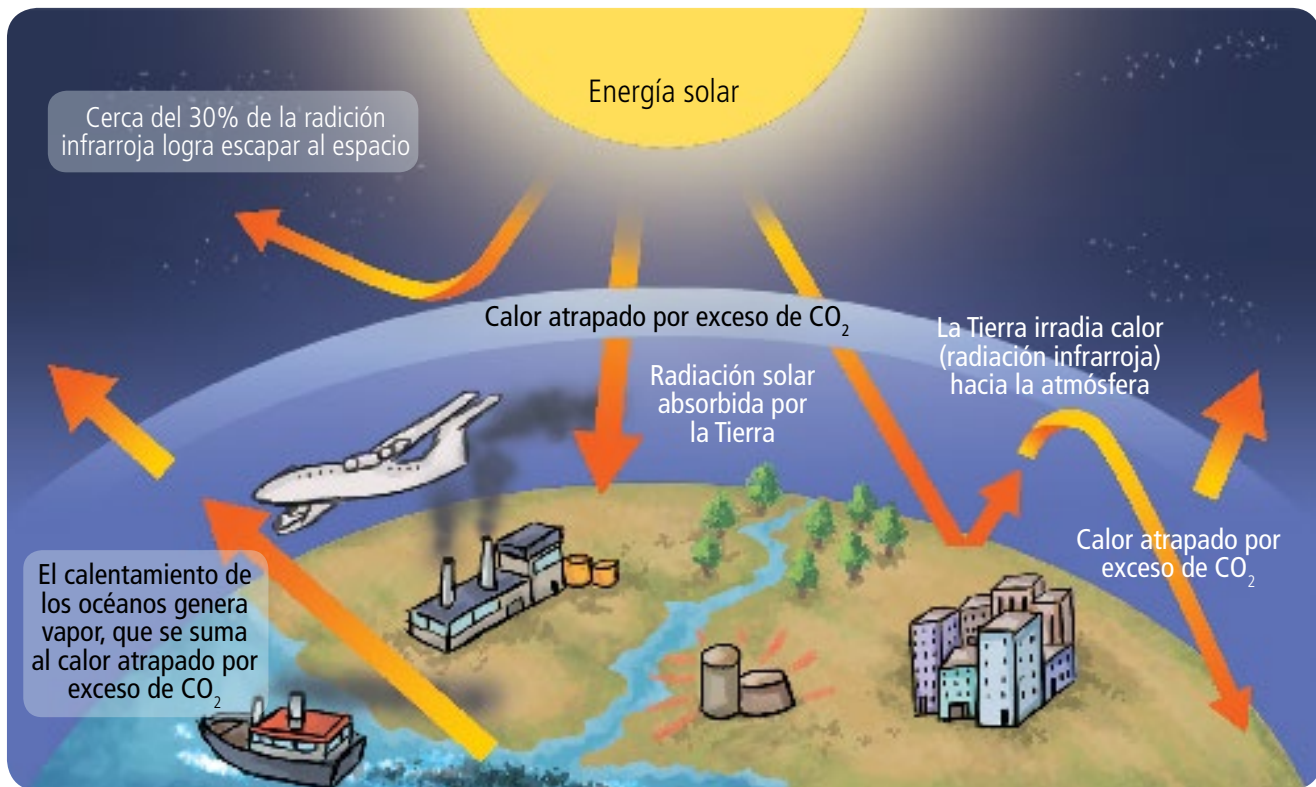 Energía solar
Cerca del 30% de la radición
infrarroja logra escapar al espacio
Calor atrapado por exceso de CO₂
Radiación solar
absorbida por
la Tierra
La Tierra irradia calor
(radiación infrarroja)
hacia la atmósfera
Calor atrapado por
exceso de CO₂
El calentamiento de
los océanos genera
vapor, que se suma
al calor atrapado por
exceso de CO₂